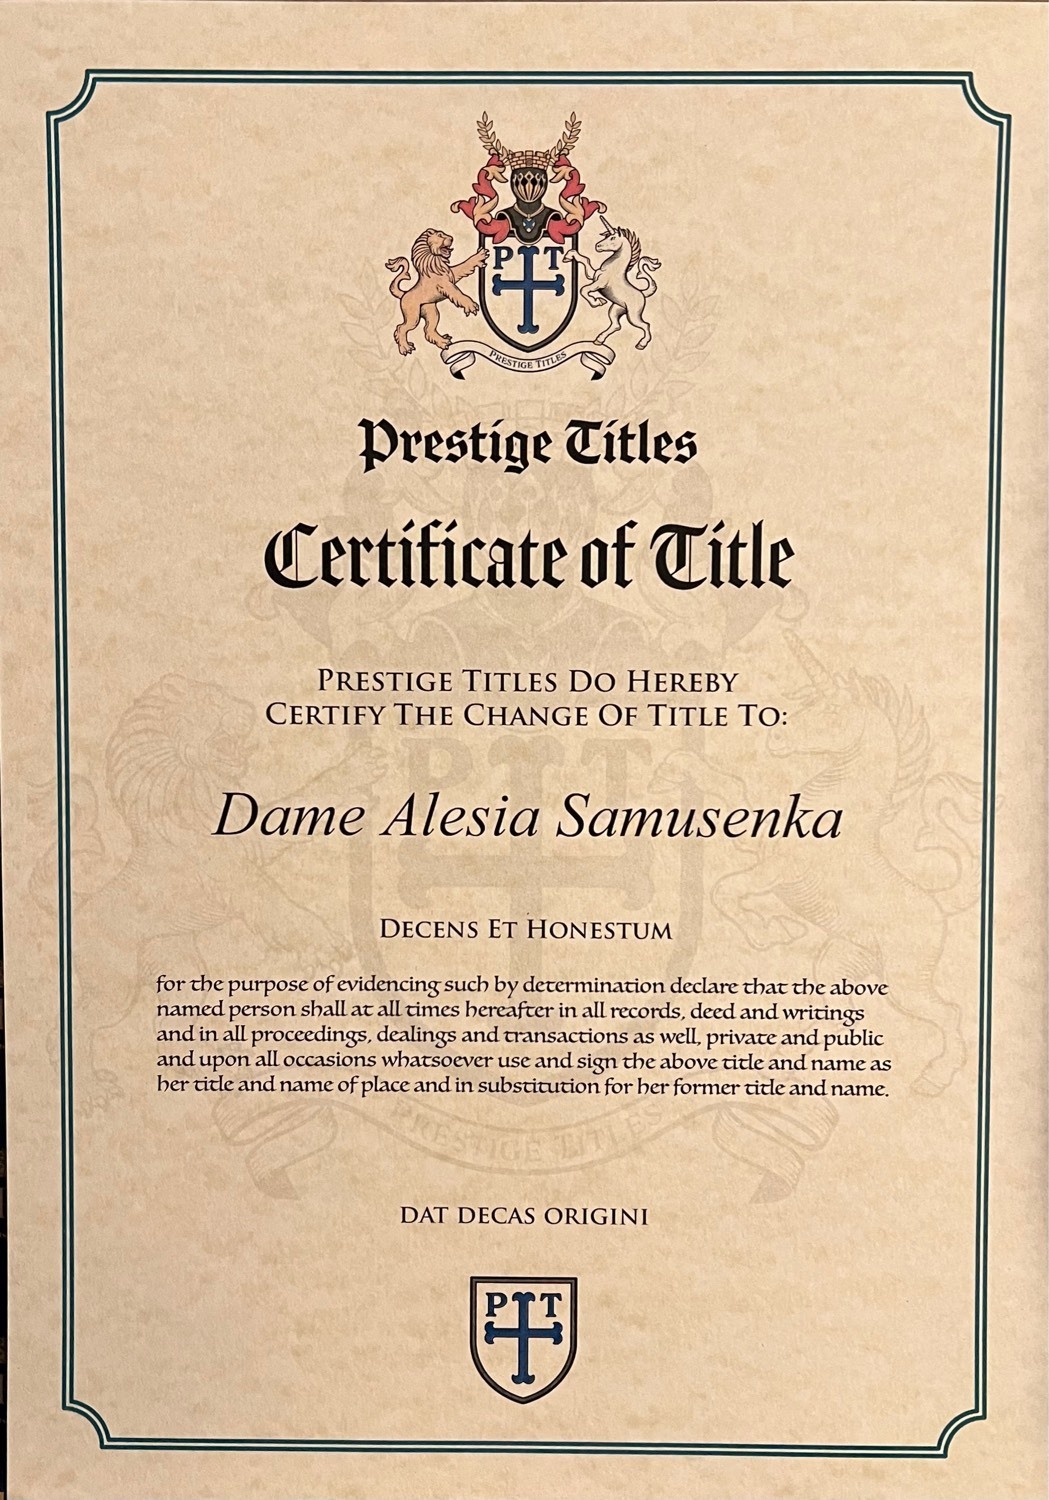 P T
PRESTIGE TITLES
Prestige Titles
Certificate of Title
PRESTIGE TITLES DO HEREBY
CERTIFY THE CHANGE OF TITLE TO:
Dame Alesia Samusenka
DECENS ET HONESTUM
for the purpose of evidencing such by determination declare that the above
named person shall at all times hereafter in all records, deed and writings
and in all proceedings, dealings and transactions as well, private and public
and upon all occasions whatsoever use and sign the above title and name as
her title and name of place and in substitution for her former title and name.
PRESTIGE TITLES
DAT DECAS ORIGINI
P T